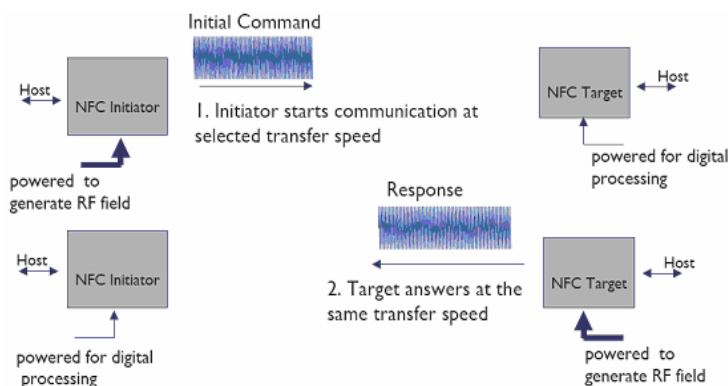 Initial Command
Host
NFC Initiator
1. Initiator starts communication at
selected transfer speed
powered to
generate RF field
NFC Target
Host
powered for digital
processing
Response
2. Target answers at the
same transfer speed
Host
NFC Initiator
powered for digital
processing
NFC Target
Host
powered to
generate RF field